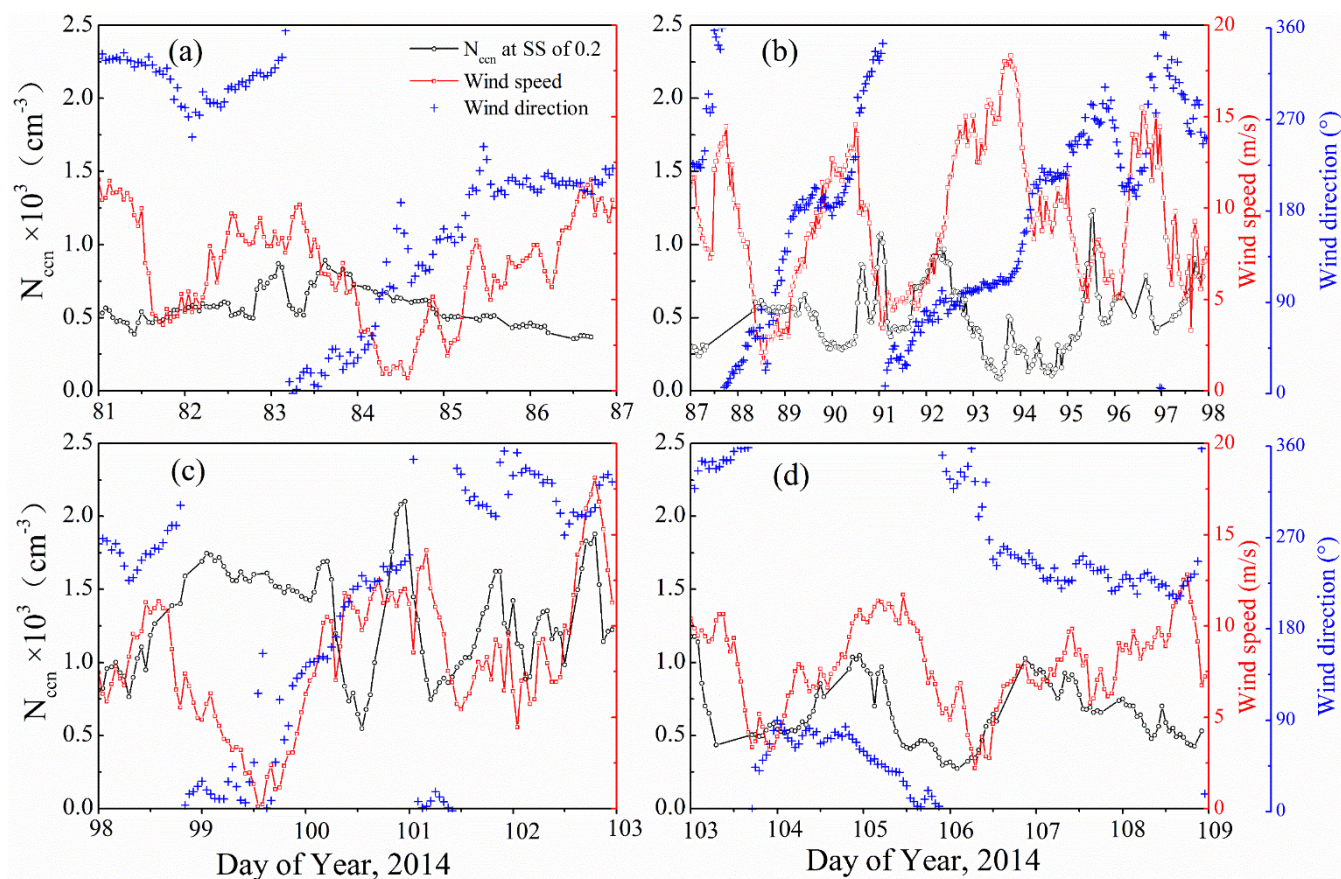 (a)
N_ccn at SS of 0.2
Wind speed
Wind direction
2.5
2.0
1.5
1.0
0.5
0.0
N_ccn ×10^3 (cm^-3)
81 82 83 84 85 86 87
(b)
20
15
10
5
0
Wind speed (m/s)
360
270
180
90
0
Wind direction (°)
2.5
2.0
1.5
1.0
0.5
0.0
87 88 89 90 91 92 93 94 95 96 97 98
(c)
2.5
2.0
1.5
1.0
0.5
0.0
N_ccn ×10^3 (cm^-3)
98 99 100 101 102 103
Day of Year, 2014
(d)
2.5
2.0
1.5
1.0
0.5
0.0
20
15
10
5
0
Wind speed (m/s)
360
270
180
90
0
Wind direction (°)
103 104 105 106 107 108 109
Day of Year, 2014